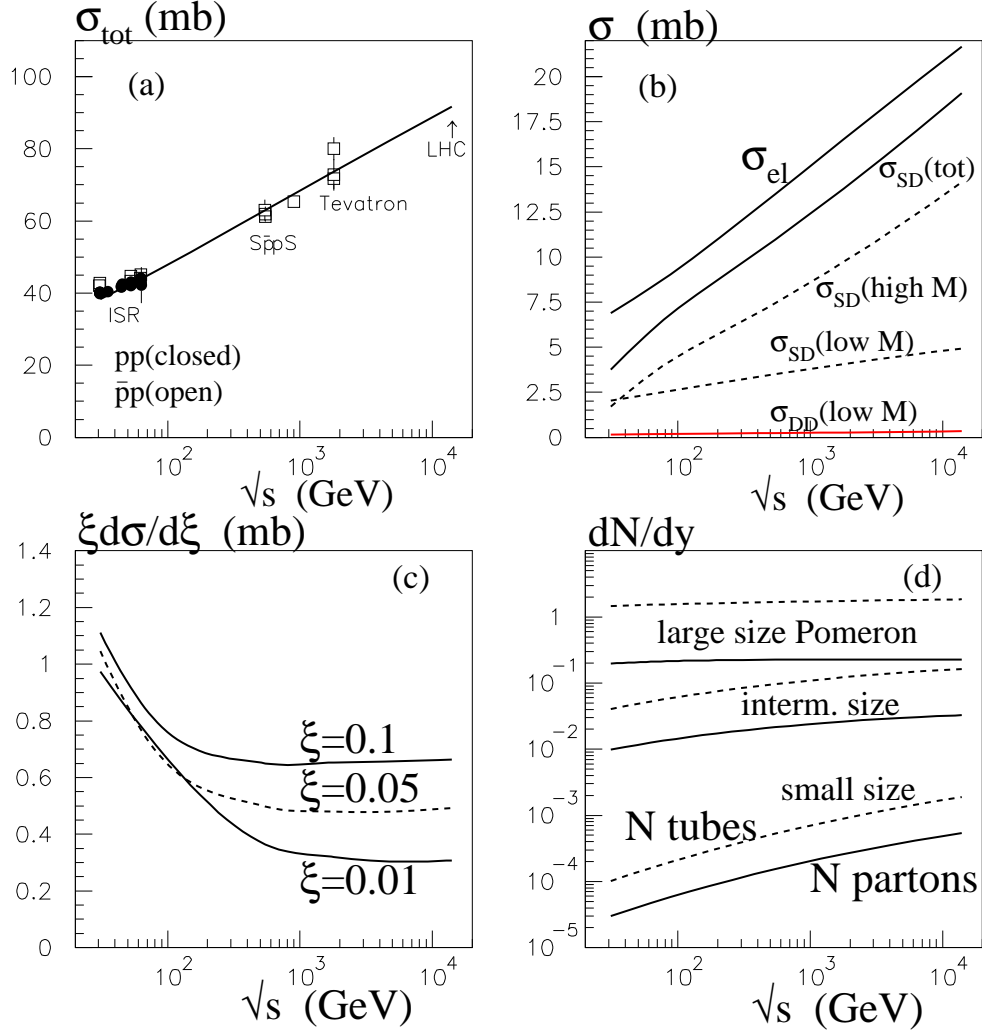 σtot (mb)
(a)
100
80
60
40
20
0
LHC
Tevatron
Sp̄pS
ISR
pp(closed)
p̄p(open)
10²
10³
10⁴
√s (GeV)
σ (mb)
(b)
20
17.5
15
12.5
10
7.5
5
2.5
0
σel
σSD(tot)
σSD(high M)
σSD(low M)
σDD(low M)
10²
10³
10⁴
√s (GeV)
ξdσ/dξ (mb)
(c)
1.4
1.2
1
0.8
0.6
0.4
0.2
0
ξ=0.1
ξ=0.05
ξ=0.01
10²
10³
10⁴
√s (GeV)
dN/dy
(d)
1
10⁻¹
10⁻²
10⁻³
10⁻⁴
10⁻⁵
large size Pomeron
interm. size
small size
N tubes
N partons
10²
10³
10⁴
√s (GeV)